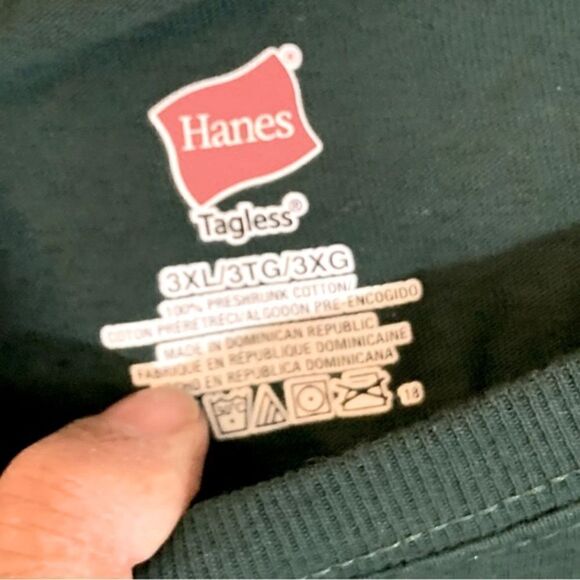 Hanes®
Tagless®
3XL/3TG/3XG
100% PRESHRUNK COTTON/
COTON PRÉRÉTRÉCI/ALGODÓN PRE-ENCOGIDO
MADE IN DOMINICAN REPUBLIC
FABRIQUÉ EN RÉPUBLIQUE DOMINICAINE
EN REPÚBLICA DOMINICANA
18